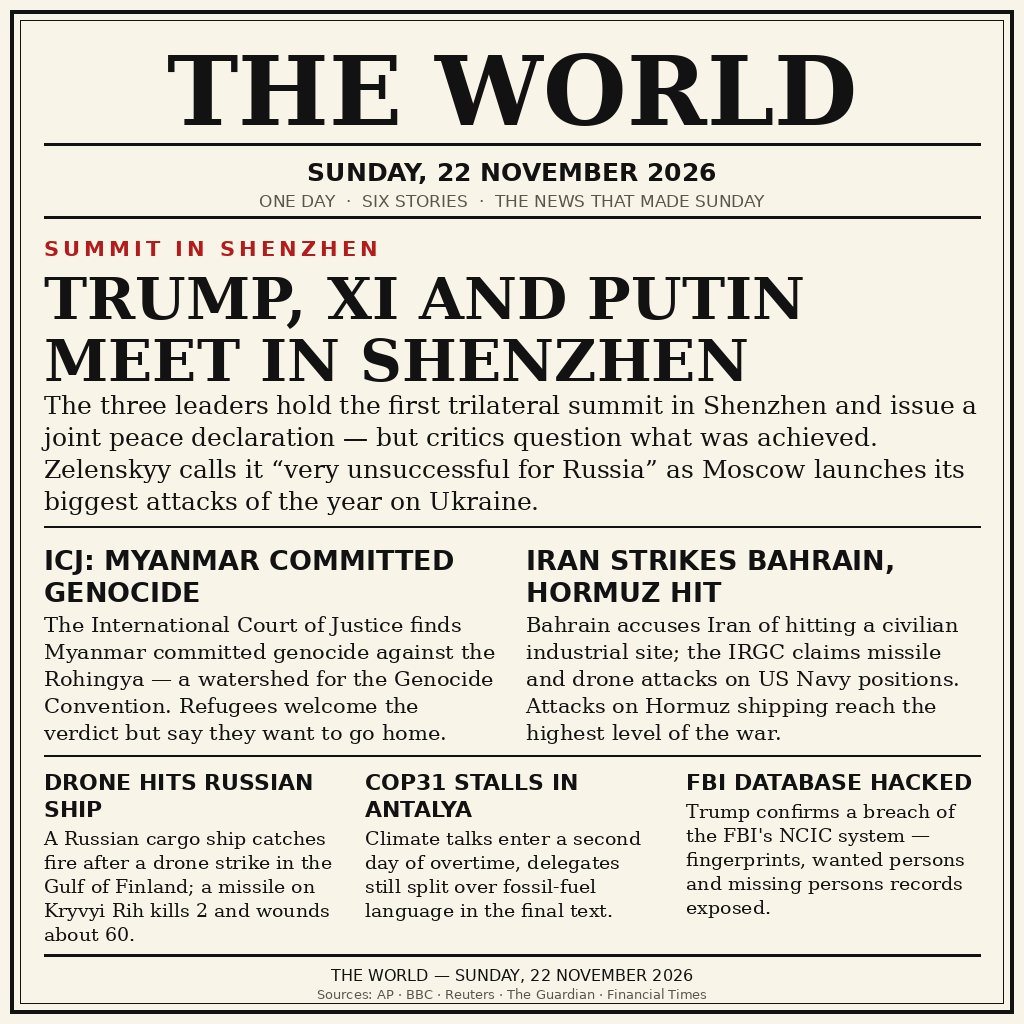 THE WORLD
SUNDAY, 22 NOVEMBER 2026
ONE DAY · SIX STORIES · THE NEWS THAT MADE SUNDAY
SUMMIT IN SHENZHEN
TRUMP, XI AND PUTIN
MEET IN SHENZHEN
The three leaders hold the first trilateral summit in Shenzhen and issue a
joint peace declaration — but critics question what was achieved.
Zelenskyy calls it “very unsuccessful for Russia” as Moscow launches its
biggest attacks of the year on Ukraine.
ICJ: MYANMAR COMMITTED
GENOCIDE
The International Court of Justice finds
Myanmar committed genocide against the
Rohingya — a watershed for the Genocide
Convention. Refugees welcome the
verdict but say they want to go home.
IRAN STRIKES BAHRAIN,
HORMUZ HIT
Bahrain accuses Iran of hitting a civilian
industrial site; the IRGC claims missile
and drone attacks on US Navy positions.
Attacks on Hormuz shipping reach the
highest level of the war.
DRONE HITS RUSSIAN
SHIP
A Russian cargo ship catches
fire after a drone strike in the
Gulf of Finland; a missile on
Kryvyi Rih kills 2 and wounds
about 60.
COP31 STALLS IN
ANTALYA
Climate talks enter a second
day of overtime, delegates
still split over fossil-fuel
language in the final text.
FBI DATABASE HACKED
Trump confirms a breach of
the FBI's NCIC system —
fingerprints, wanted persons
and missing persons records
exposed.
THE WORLD — SUNDAY, 22 NOVEMBER 2026
Sources: AP · BBC · Reuters · The Guardian · Financial Times